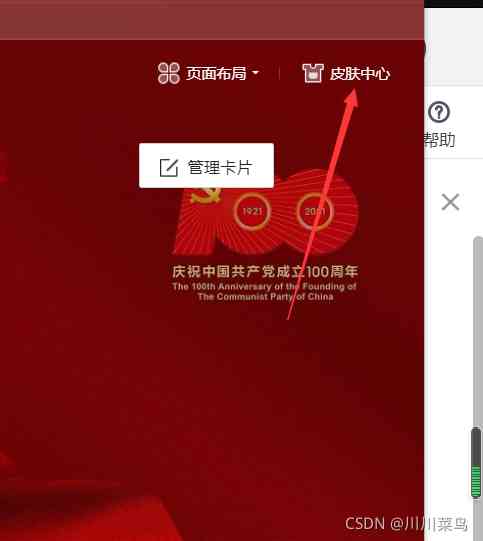 页面布局
皮肤中心
帮助
管理卡片
1921
庆祝中国共产党成立100周年
The 100th Anniversary of the Founding of
The Communist Party of China
CSDN @川川菜鸟